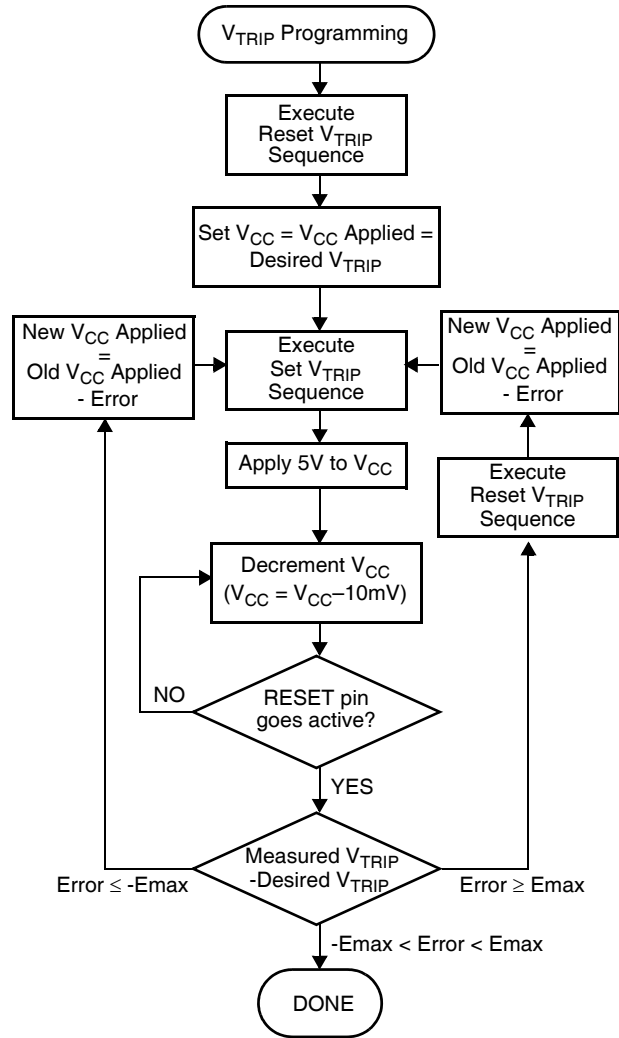 VTRIP Programming
Execute
Reset VTRIP
Sequence
Set VCC = VCC Applied =
Desired VTRIP
New VCC Applied
=
Old VCC Applied
- Error
Execute
Set VTRIP
Sequence
New VCC Applied
=
Old VCC Applied
- Error
Apply 5V to VCC
Execute
Reset VTRIP
Sequence
Decrement VCC
(VCC = VCC–10mV)
NO
RESET pin
goes active?
YES
Measured VTRIP
-Desired VTRIP
Error ≤ -Emax
Error ≥ Emax
-Emax < Error < Emax
DONE